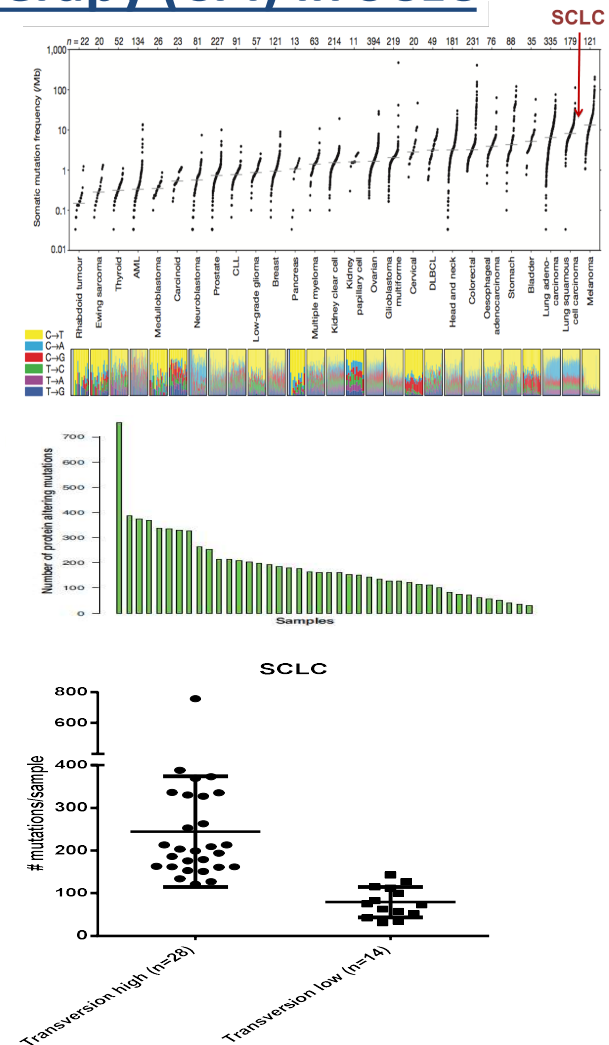 SCLC
n = 22 20 52 134 26 23 81 227 91 57 121 13 63 214 11 394 219 20 49 181 231 76 88 35 335 179 121
Somatic mutation frequency (/Mb)
1,000
100
10
1
0.1
0.01
Rhabdoid tumour
Ewing sarcoma
Thyroid
AML
Medulloblastoma
Carcinoid
Neuroblastoma
Prostate
CLL
Low-grade glioma
Breast
Pancreas
Multiple myeloma
Kidney clear cell
Kidney
papillary cell
Ovarian
Glioblastoma
multiforme
Cervical
DLBCL
Head and neck
Colorectal
Oesophageal
adenocarcinoma
Stomach
Bladder
Lung adeno-
carcinoma
Lung squamous
cell carcinoma
Melanoma
C→T
C→A
C→G
T→C
T→A
T→G
Number of protein altering mutations
700
600
500
400
300
200
100
0
Samples
SCLC
# mutations/sample
800
600
400
300
200
100
0
Transversion high (n=28)
Transversion low (n=14)